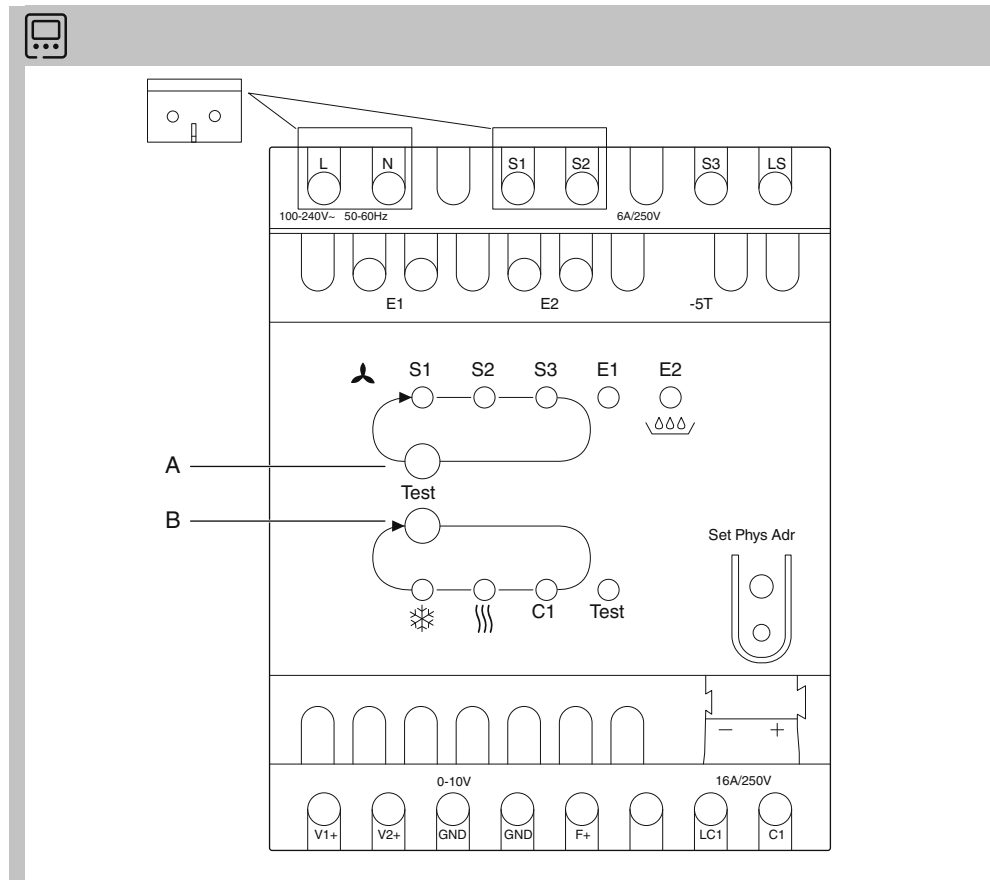 L N S1 S2 S3 LS
100-240V~ 50-60Hz 6A/250V
E1 E2 -5T
S1 S2 S3 E1 E2
A
Test
B
Set Phys Adr
C1 Test
− +
0-10V 16A/250V
V1+ V2+ GND GND F+ LC1 C1